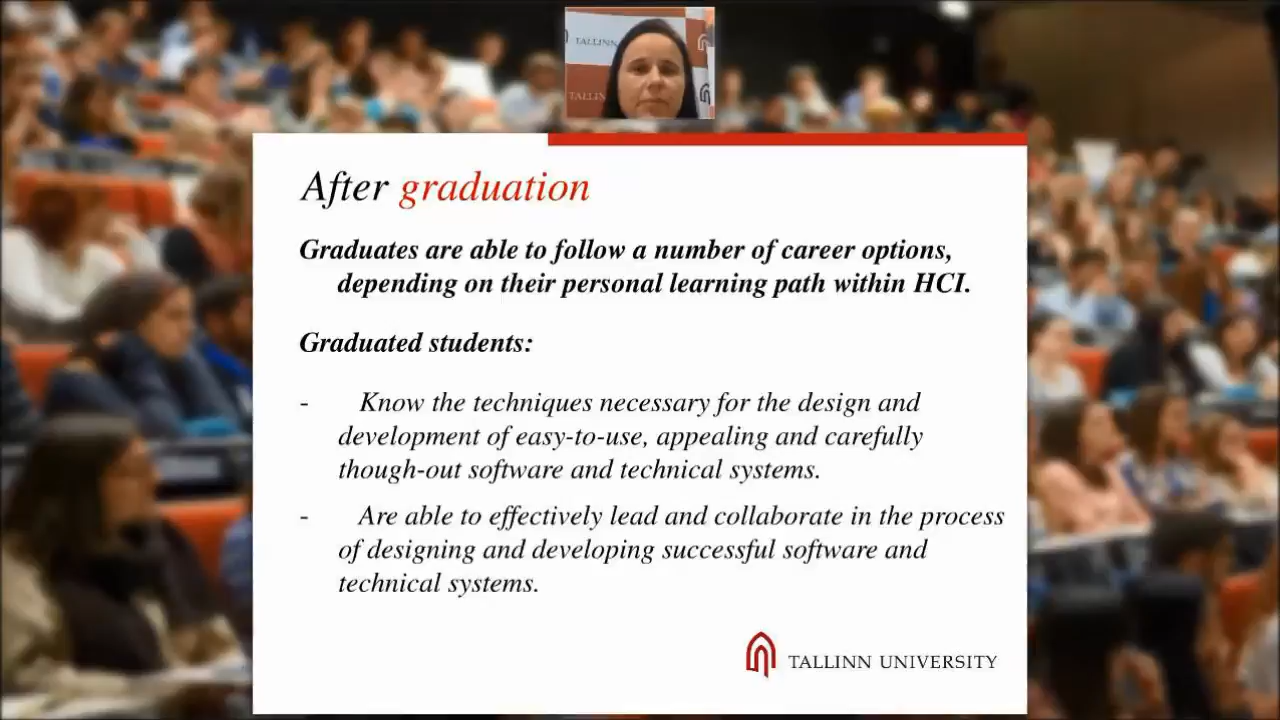 TALLINN
TALLIN
After graduation
Graduates are able to follow a number of career options,
depending on their personal learning path within HCI.
Graduated students:
- Know the techniques necessary for the design and
development of easy-to-use, appealing and carefully
though-out software and technical systems.
- Are able to effectively lead and collaborate in the process
of designing and developing successful software and
technical systems.
TALLINN UNIVERSITY